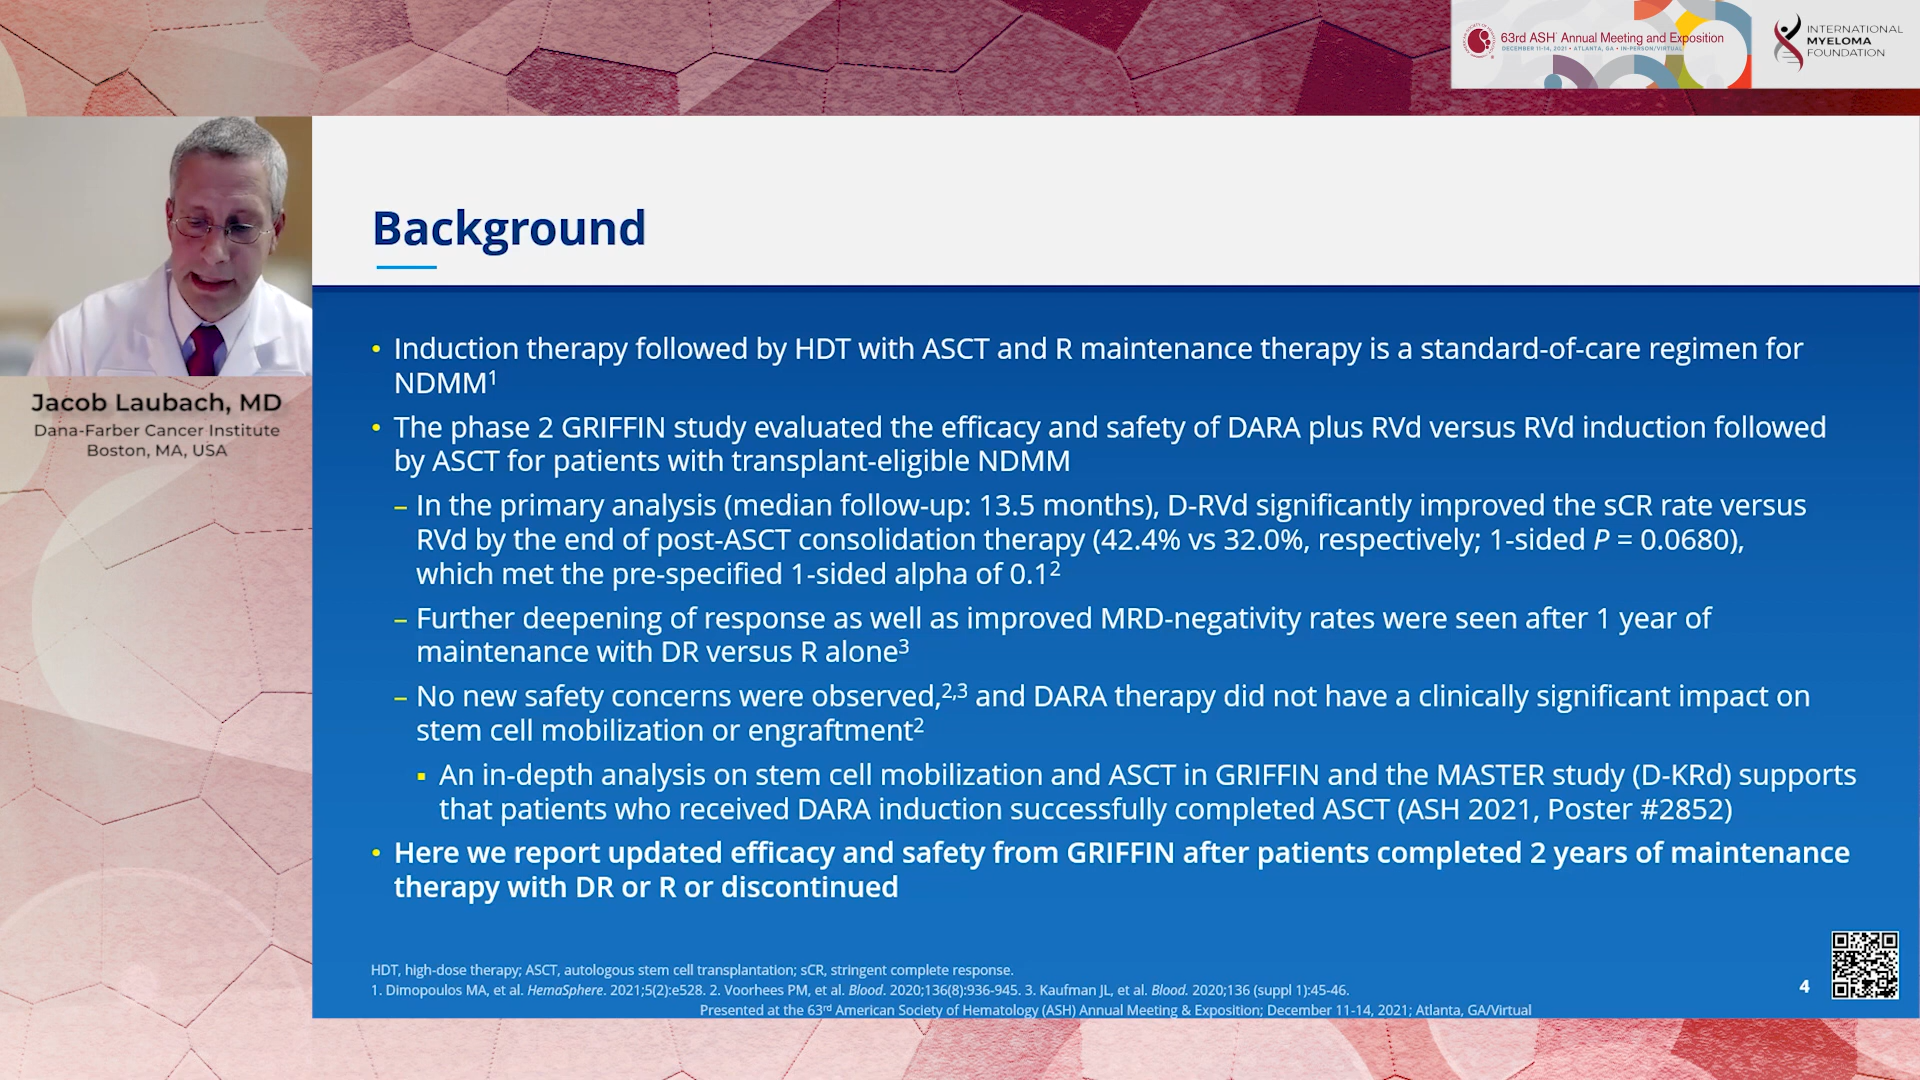 63rd ASH® Annual Meeting and Exposition
DECEMBER 11-14, 2021 • ATLANTA, GA • IN-PERSON/VIRTUAL
INTERNATIONAL
MYELOMA
FOUNDATION
Jacob Laubach, MD
Dana-Farber Cancer Institute
Boston, MA, USA
Background
• Induction therapy followed by HDT with ASCT and R maintenance therapy is a standard-of-care regimen for
NDMM1
• The phase 2 GRIFFIN study evaluated the efficacy and safety of DARA plus RVd versus RVd induction followed
by ASCT for patients with transplant-eligible NDMM
– In the primary analysis (median follow-up: 13.5 months), D-RVd significantly improved the sCR rate versus
RVd by the end of post-ASCT consolidation therapy (42.4% vs 32.0%, respectively; 1-sided P = 0.0680),
which met the pre-specified 1-sided alpha of 0.12
– Further deepening of response as well as improved MRD-negativity rates were seen after 1 year of
maintenance with DR versus R alone3
– No new safety concerns were observed,2,3 and DARA therapy did not have a clinically significant impact on
stem cell mobilization or engraftment2
▪ An in-depth analysis on stem cell mobilization and ASCT in GRIFFIN and the MASTER study (D-KRd) supports
that patients who received DARA induction successfully completed ASCT (ASH 2021, Poster #2852)
• Here we report updated efficacy and safety from GRIFFIN after patients completed 2 years of maintenance
therapy with DR or R or discontinued
HDT, high-dose therapy; ASCT, autologous stem cell transplantation; sCR, stringent complete response.
1. Dimopoulos MA, et al. HemaSphere. 2021;5(2):e528. 2. Voorhees PM, et al. Blood. 2020;136(8):936-945. 3. Kaufman JL, et al. Blood. 2020;136 (suppl 1):45-46.
4
Presented at the 63rd American Society of Hematology (ASH) Annual Meeting & Exposition; December 11-14, 2021; Atlanta, GA/Virtual